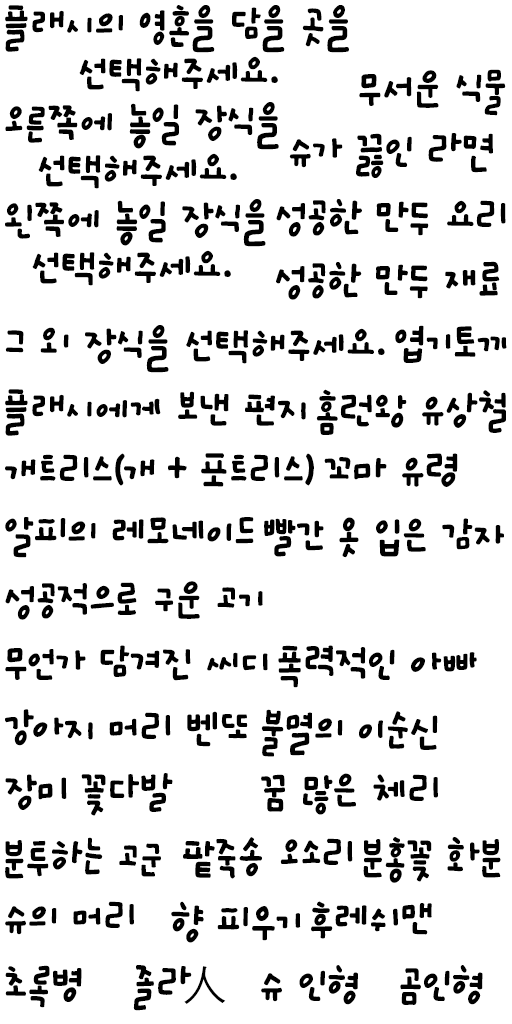 플래시의 영혼을 담을 곳을
선택해주세요.
무서운 식물
오른쪽에 놓일 장식을
선택해주세요.
슈가 끓인 라면
왼쪽에 놓일 장식을
선택해주세요.
성공한 만두 요리
성공한 만두 재료
그 외 장식을 선택해주세요.
엽기토끼
플래시에게 보낸 편지
홈런왕 유상철
개트리스(개 + 포트리스)
꼬마 유령
알피의 레모네이드
빨간 옷 입은 감자
성공적으로 구운 고기
무언가 담겨진 씨디
폭력적인 아빠
강아지 머리 벤또
불멸의 이순신
장미 꽃다발
꿈 많은 체리
분투하는 고군
팥죽송 오소리
분홍꽃 화분
슈의 머리
향 피우기
후레쉬맨
초록병
졸라人
슈 인형
곰인형